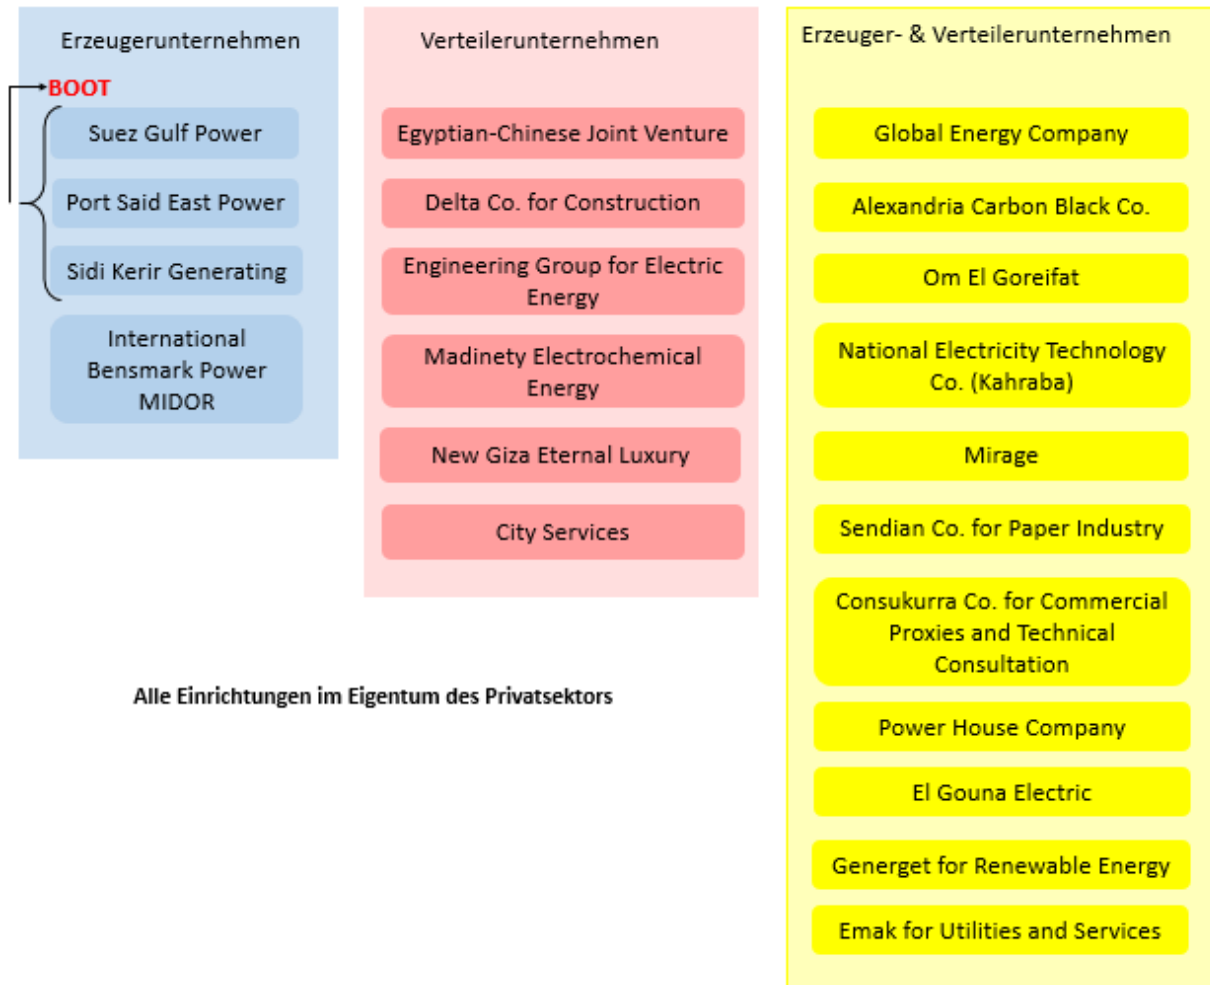 Erzeugerunternehmen
BOOT
Suez Gulf Power
Port Said East Power
Sidi Kerir Generating
International
Bensmark Power
MIDOR
Verteilerunternehmen
Egyptian-Chinese Joint Venture
Delta Co. for Construction
Engineering Group for Electric
Energy
Madinety Electrochemical
Energy
New Giza Eternal Luxury
City Services
Erzeuger- & Verteilerunternehmen
Global Energy Company
Alexandria Carbon Black Co.
Om El Goreifat
National Electricity Technology
Co. (Kahraba)
Mirage
Sendian Co. for Paper Industry
Consukurra Co. for Commercial
Proxies and Technical
Consultation
Power House Company
El Gouna Electric
Generget for Renewable Energy
Emak for Utilities and Services
Alle Einrichtungen im Eigentum des Privatsektors